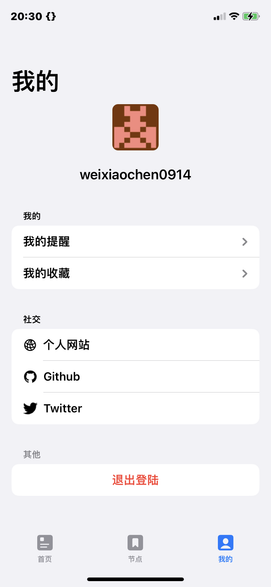 20:30 {}
我的
weixiaochen0914
我的
我的提醒
我的收藏
社交
个人网站
Github
Twitter
其他
退出登陆
首页 节点 我的